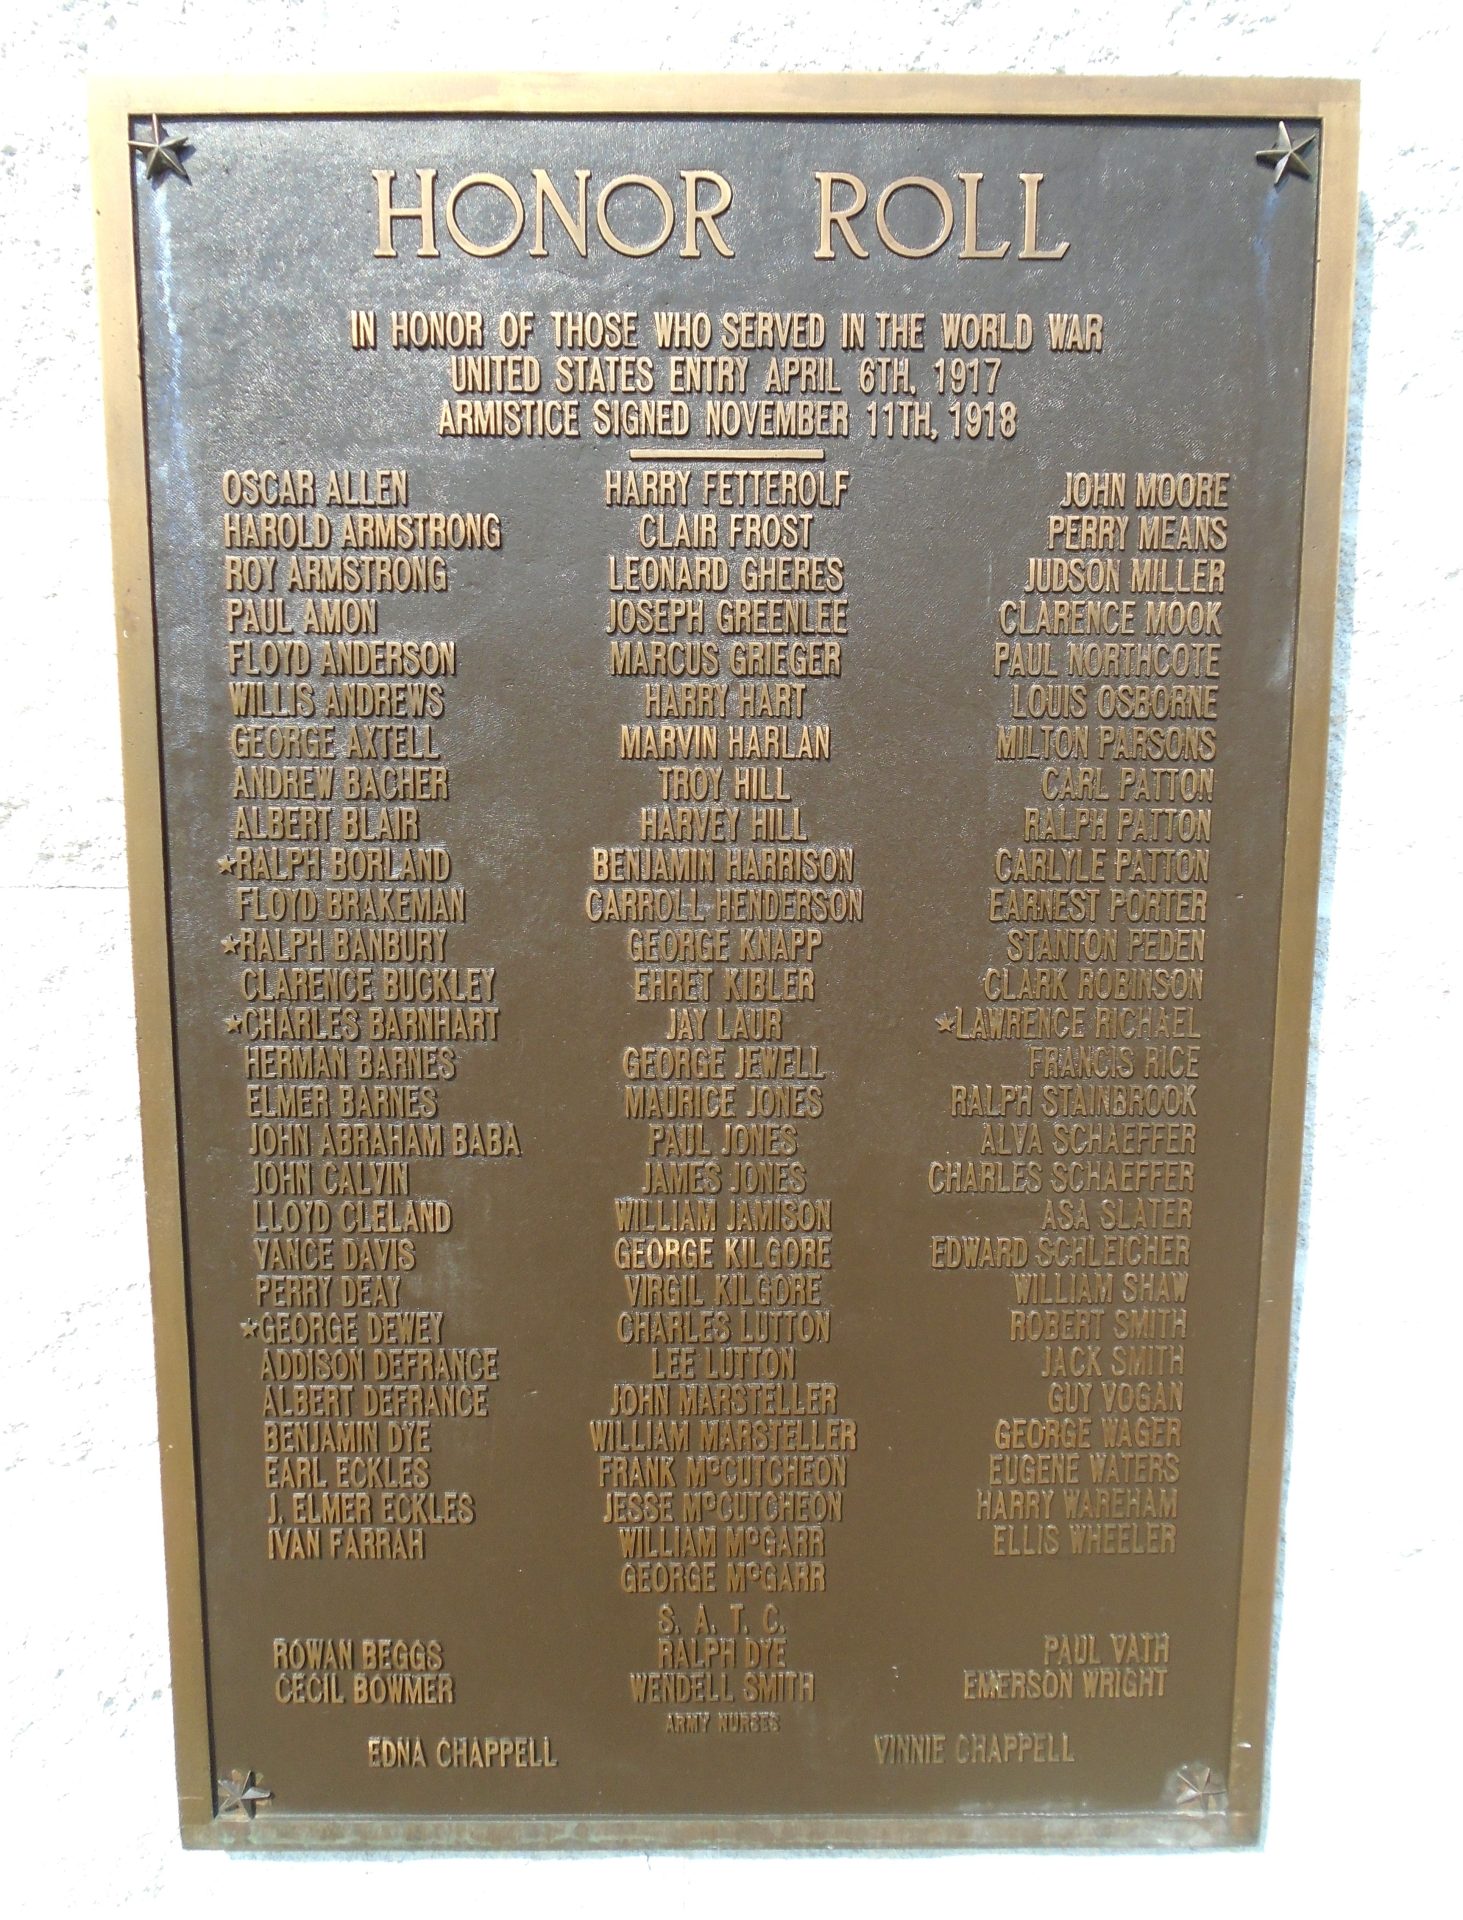 HONOR ROLL
IN HONOR OF THOSE WHO SERVED IN THE WORLD WAR
UNITED STATES ENTRY APRIL 6TH, 1917
ARMISTICE SIGNED NOVEMBER 11TH, 1918
OSCAR ALLEN
HAROLD ARMSTRONG
ROY ARMSTRONG
PAUL AMON
FLOYD ANDERSON
WILLIS ANDREWS
GEORGE AXTELL
ANDREW BACHER
ALBERT BLAIR
★RALPH BORLAND
FLOYD BRAKEMAN
★RALPH BANBURY
CLARENCE BUCKLEY
★CHARLES BARNHART
HERMAN BARNES
ELMER BARNES
JOHN ABRAHAM BABA
JOHN CALVIN
LLOYD CLELAND
VANCE DAVIS
PERRY DEAY
★GEORGE DEWEY
ADDISON DEFRANCE
ALBERT DEFRANCE
BENJAMIN DYE
EARL ECKLES
J. ELMER ECKLES
IVAN FARRAH
HARRY FETTEROLF
CLAIR FROST
LEONARD GHERES
JOSEPH GREENLEE
MARCUS GRIEGER
HARRY HART
MARVIN HARLAN
TROY HILL
HARVEY HILL
BENJAMIN HARRISON
CARROLL HENDERSON
GEORGE KNAPP
EHRET KIBLER
JAY LAUR
GEORGE JEWELL
MAURICE JONES
PAUL JONES
JAMES JONES
WILLIAM JAMISON
GEORGE KILGORE
VIRGIL KILGORE
CHARLES LUTTON
LEE LUTTON
JOHN MARSTELLER
WILLIAM MARSTELLER
FRANK McCUTCHEON
JESSE McCUTCHEON
WILLIAM McGARR
GEORGE McGARR
JOHN MOORE
PERRY MEANS
JUDSON MILLER
CLARENCE MOOK
PAUL NORTHCOTE
LOUIS OSBORNE
MILTON PARSONS
CARL PATTON
RALPH PATTON
CARLYLE PATTON
EARNEST PORTER
STANTON PEDEN
CLARK ROBINSON
★LAWRENCE RICHAEL
FRANCIS RICE
RALPH STAINBROOK
ALVA SCHAEFFER
CHARLES SCHAEFFER
ASA SLATER
EDWARD SCHLEICHER
WILLIAM SHAW
ROBERT SMITH
JACK SMITH
GUY VOGAN
GEORGE WAGER
EUGENE WATERS
HARRY WAREHAM
ELLIS WHEELER
S. A. T. C.
ROWAN BEGGS
CECIL BOWMER
RALPH DYE
WENDELL SMITH
PAUL VATH
EMERSON WRIGHT
ARMY NURSES
EDNA CHAPPELL
VINNIE CHAPPELL